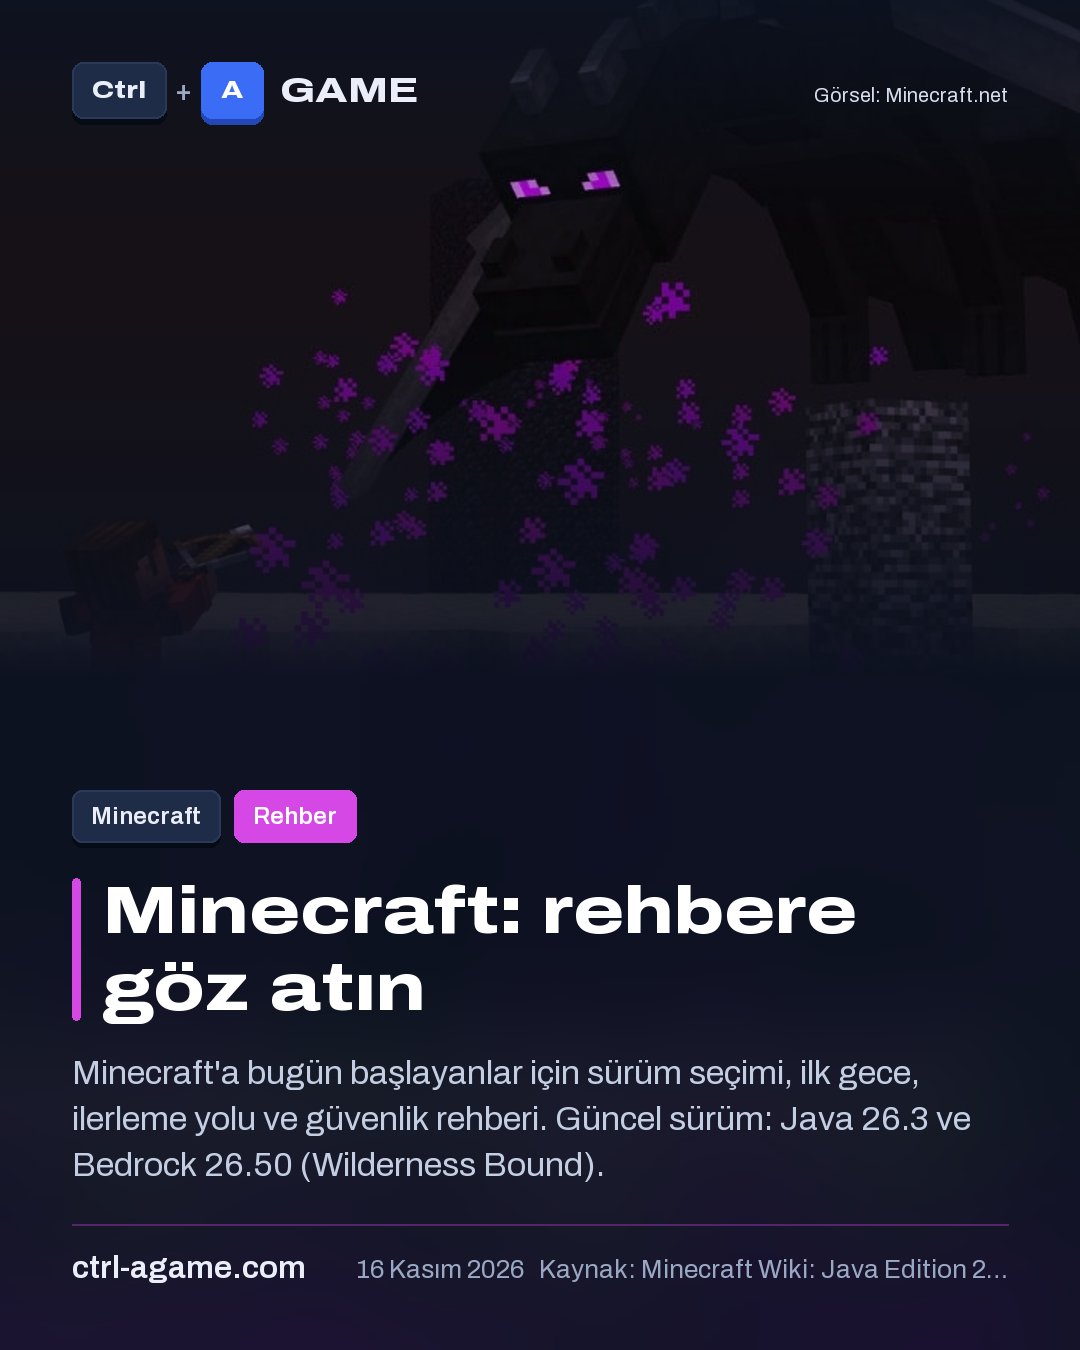 Ctrl + A GAME
Görsel: Minecraft.net
Minecraft Rehber
Minecraft: rehbere
göz atın
Minecraft'a bugün başlayanlar için sürüm seçimi, ilk gece,
ilerleme yolu ve güvenlik rehberi. Güncel sürüm: Java 26.3 ve
Bedrock 26.50 (Wilderness Bound).
ctrl-agame.com 16 Kasım 2026 Kaynak: Minecraft Wiki: Java Edition 2...